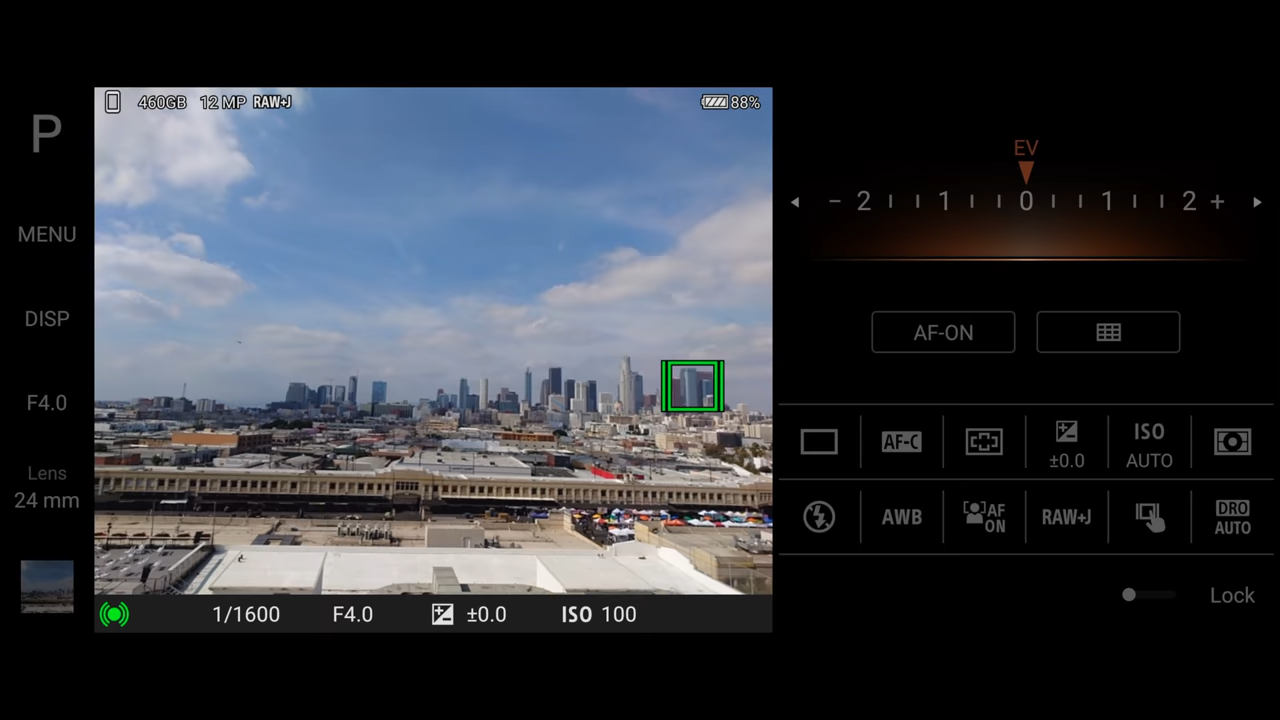 460GB 12 MP RAW+J 88%
P
MENU
DISP
F4.0
Lens
24 mm
1/1600 F4.0 ±0.0 ISO 100
EV
− 2 1 0 1 2 +
AF-ON
AF-C ±0.0 ISO AUTO
AWB AF ON RAW+J DRO AUTO
Lock